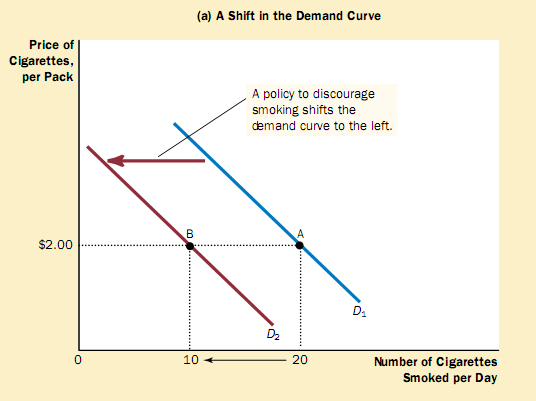 (a) A Shift in the Demand Curve
Price of
Cigarettes,
per Pack
A policy to discourage
smoking shifts the
demand curve to the left.
B
A
$2.00
D1
D2
0
10
20
Number of Cigarettes
Smoked per Day